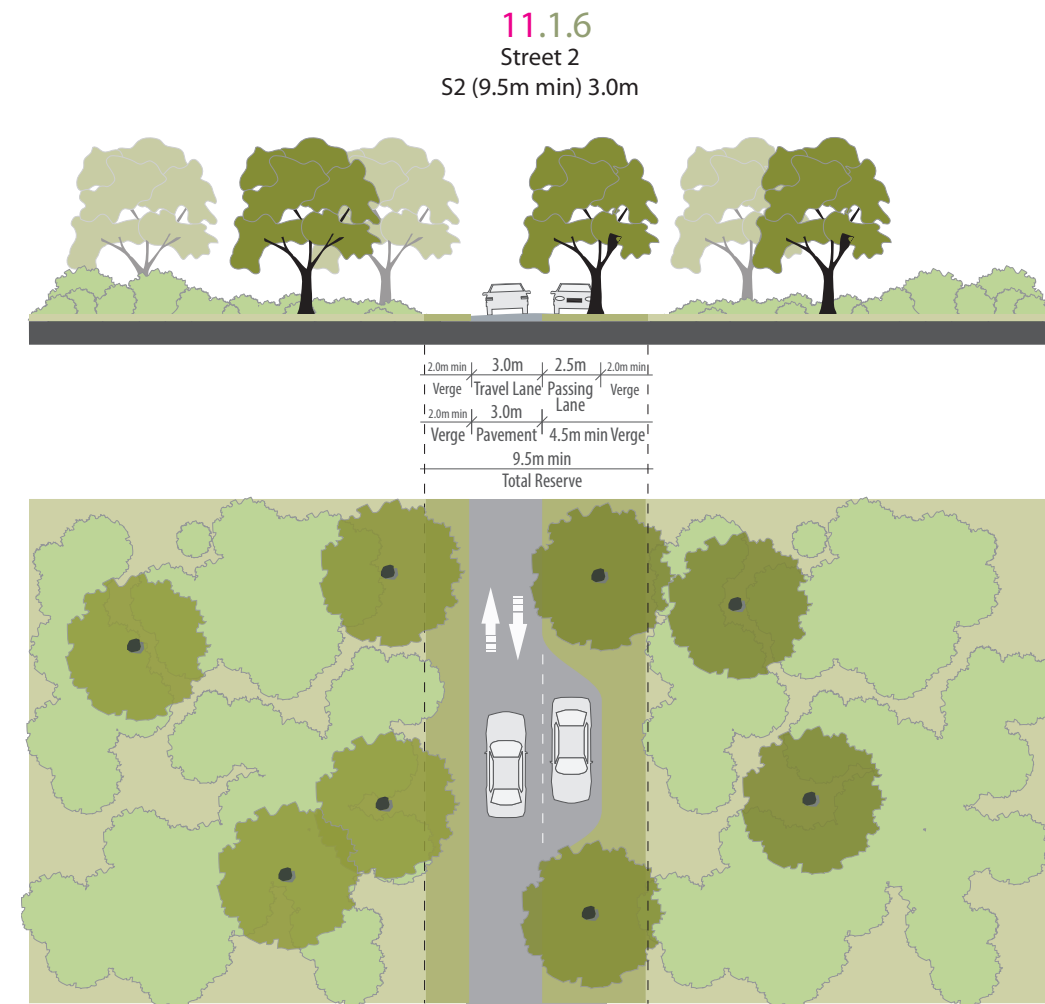 11.1.6
Street 2
S2 (9.5m min) 3.0m
2.0m min 3.0m 2.5m 2.0m min
Verge Travel Lane Passing Lane Verge
2.0m min 3.0m
Verge Pavement 4.5m min Verge
9.5m min
Total Reserve